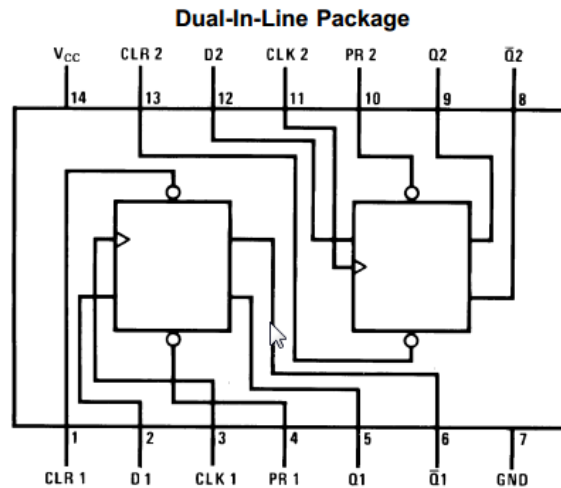 Dual-In-Line Package
VCC CLR 2 D2 CLK 2 PR 2 Q2 Q̅2
14 13 12 11 10 9 8
1 2 3 4 5 6 7
CLR 1 D1 CLK 1 PR 1 Q1 Q̅1 GND